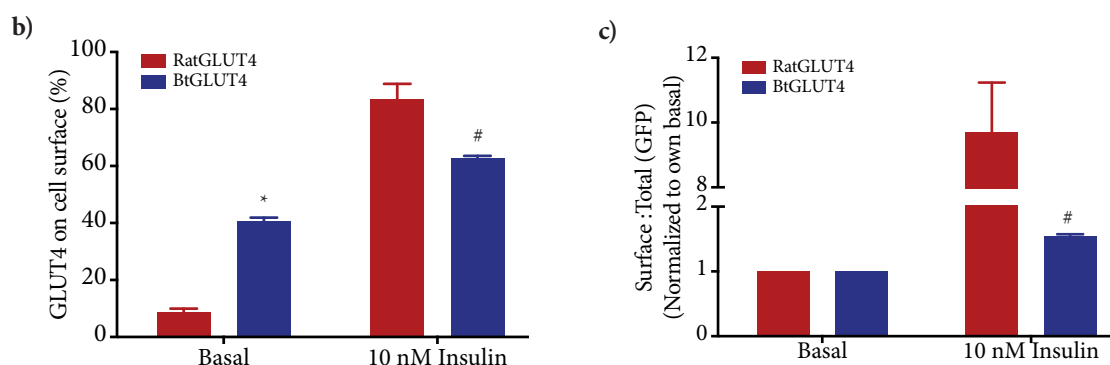 b)
GLUT4 on cell surface (%)
100
80
60
40
20
0
RatGLUT4
BtGLUT4
*
#
Basal
10 nM Insulin
c)
Surface :Total (GFP)
(Normalized to own basal)
12
10
8
2
1
0
RatGLUT4
BtGLUT4
#
Basal
10 nM Insulin